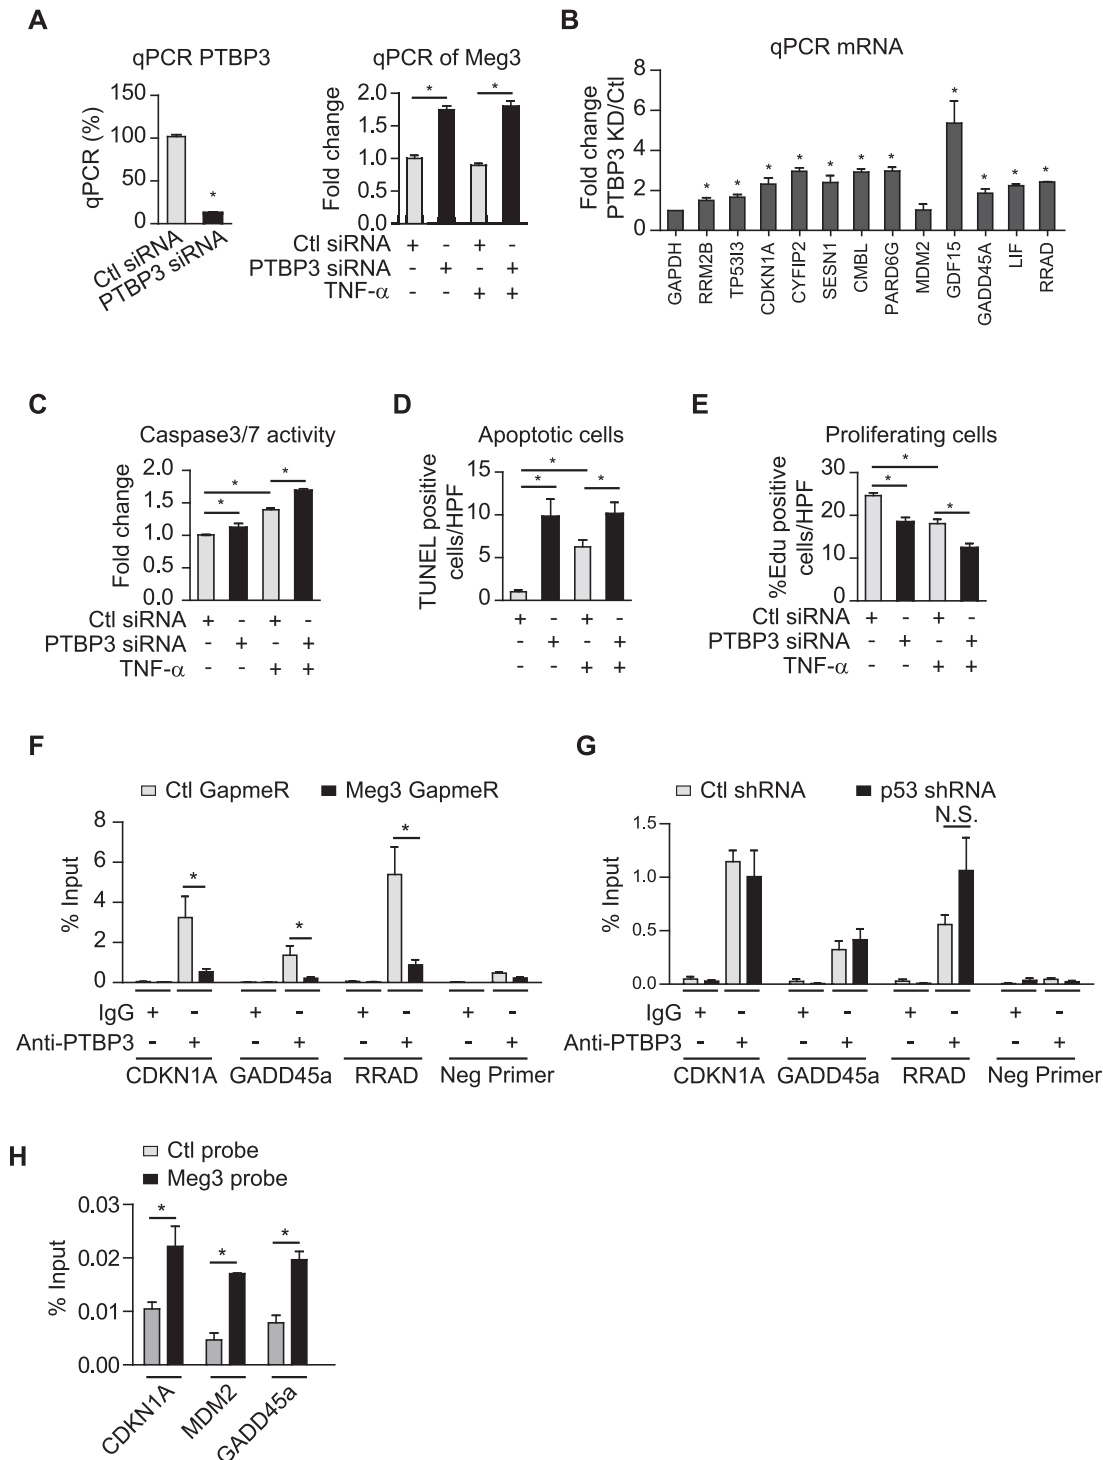 A
qPCR PTBP3
qPCR (%)
150
100
50
0
*
Ctl siRNA
PTBP3 siRNA
qPCR of Meg3
Fold change
2.0
1.5
1.0
0.5
0.0
* *
Ctl siRNA + - + -
PTBP3 siRNA - + - +
TNF-α - - + +
B
qPCR mRNA
Fold change
PTBP3 KD/Ctl
8
6
4
2
0
* * * * * * * * * * *
GAPDH
RRM2B
TP53I3
CDKN1A
CYFIP2
SESN1
CMBL
PARD6G
MDM2
GDF15
GADD45A
LIF
RRAD
C
Caspase3/7 activity
Fold change
2.0
1.5
1.0
0.5
0.0
* * *
Ctl siRNA + - + -
PTBP3 siRNA - + - +
TNF-α - - + +
D
Apoptotic cells
TUNEL positive
cells/HPF
15
10
5
0
* * *
+ - + -
- + - +
- - + +
E
Proliferating cells
%Edu positive
cells/HPF
30
20
10
0
* * *
Ctl siRNA + - + -
PTBP3 siRNA - + - +
TNF-α - - + +
F
Ctl GapmeR Meg3 GapmeR
% Input
8
6
4
2
0
* * *
IgG + - + - + - + -
Anti-PTBP3 - + - + - + - +
CDKN1A GADD45a RRAD Neg Primer
G
Ctl shRNA p53 shRNA
N.S.
% Input
1.5
1.0
0.5
0.0
IgG + - + - + - + -
Anti-PTBP3 - + - + - + - +
CDKN1A GADD45a RRAD Neg Primer
H
Ctl probe
Meg3 probe
% Input
0.03
0.02
0.01
0.00
* * *
CDKN1A
MDM2
GADD45a